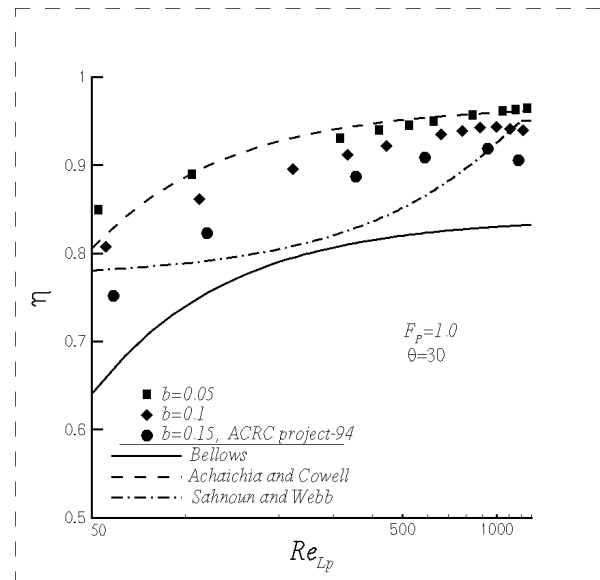 1
0.9
0.8
η
0.7
F_P=1.0
θ=30
b=0.05
b=0.1
0.6
b=0.15, ACRC project-94
Bellows
Achaichia and Cowell
Sahnoun and Webb
0.5
50
500
1000
Re_Lp